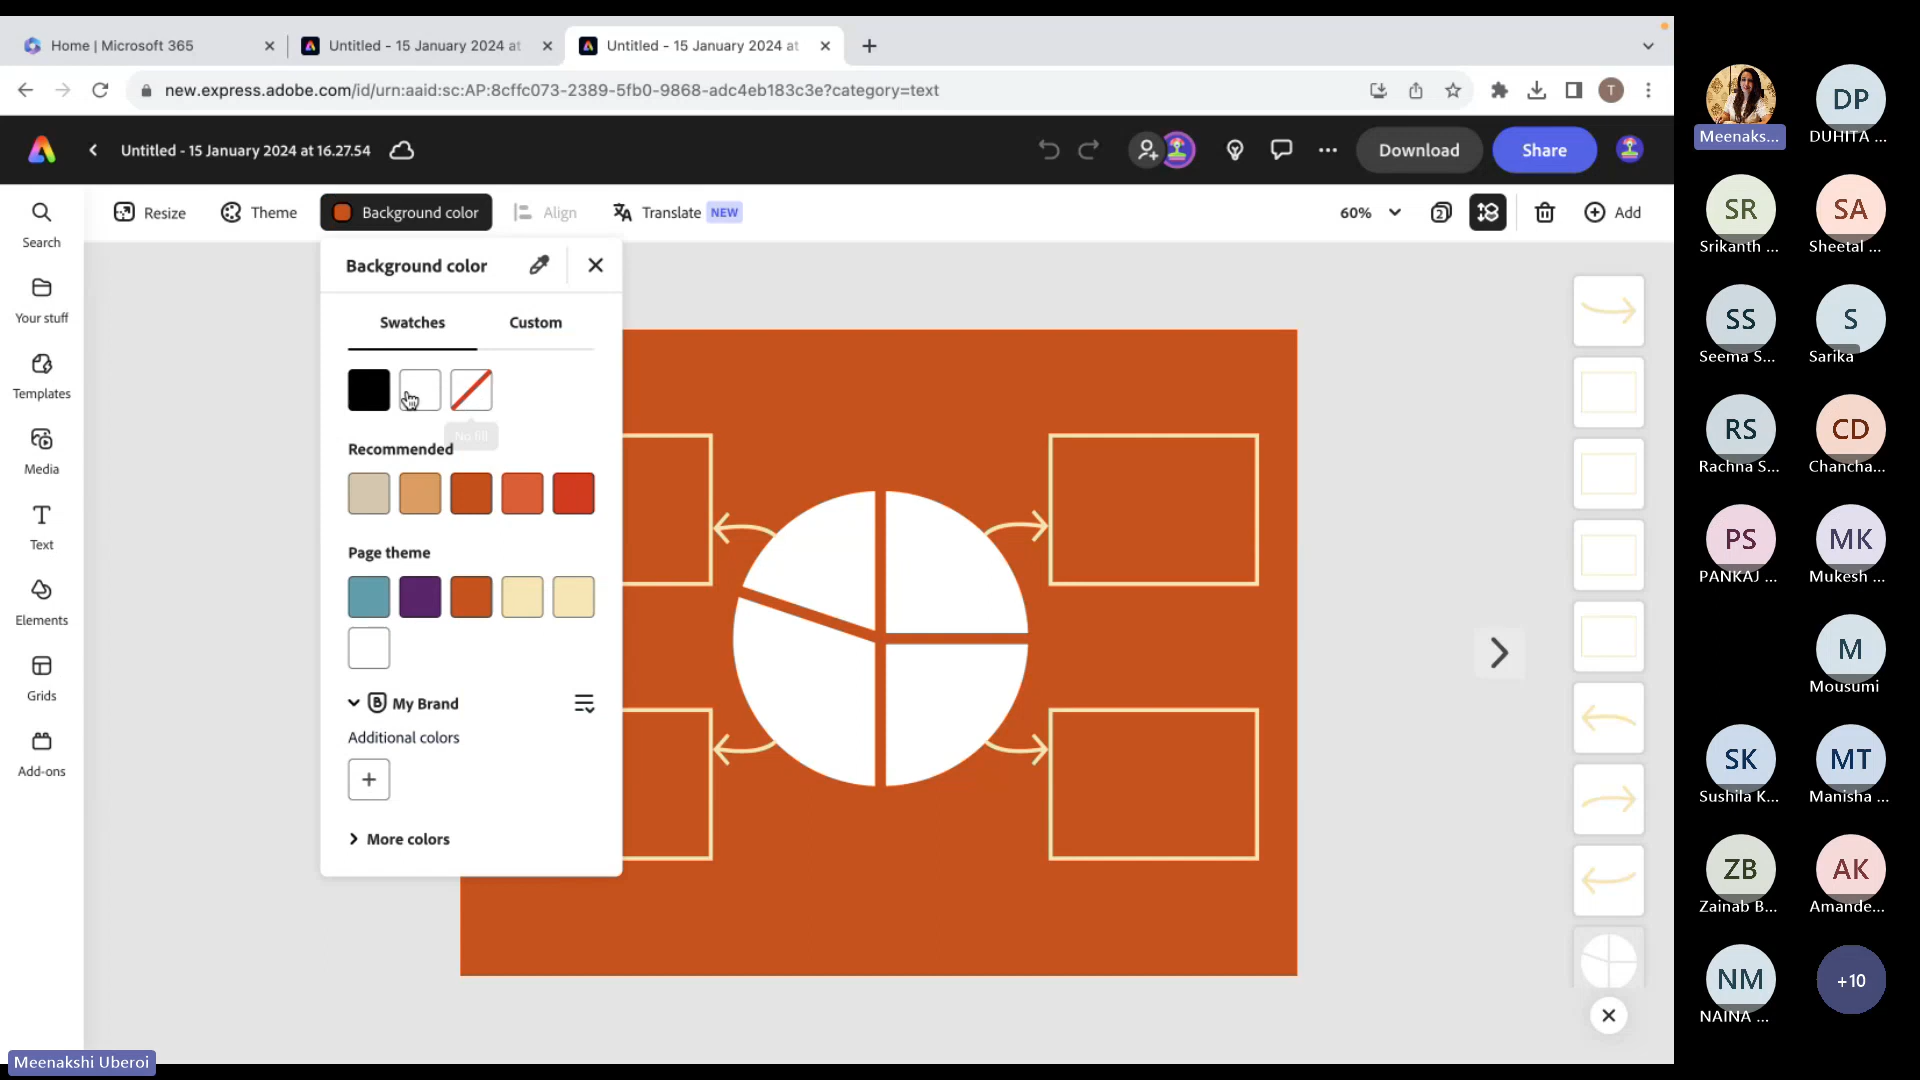 Home | Microsoft 365
Untitled - 15 January 2024 at
Untitled - 15 January 2024 at
new.express.adobe.com/id/urn:aaid:sc:AP:8cffc073-2389-5fb0-9868-adc4eb183c3e?category=text
T
Untitled - 15 January 2024 at 16.27.54
Download
Share
Resize
Theme
Background color
Align
Translate NEW
60%
2
Add
Search
Your stuff
Templates
Media
Text
Elements
Grids
Add-ons
Background color
Swatches
Custom
No fill
Recommended
Page theme
B My Brand
Additional colors
More colors
Meenaks...
DP
DUHITA ...
SR
Srikanth ...
SA
Sheetal ...
SS
Seema S...
S
Sarika
RS
Rachna S...
CD
Chancha...
PS
PANKAJ ...
MK
Mukesh ...
M
Mousumi
SK
Sushila K...
MT
Manisha ...
ZB
Zainab B...
AK
Amande...
NM
NAINA ...
+10
Meenakshi Uberoi